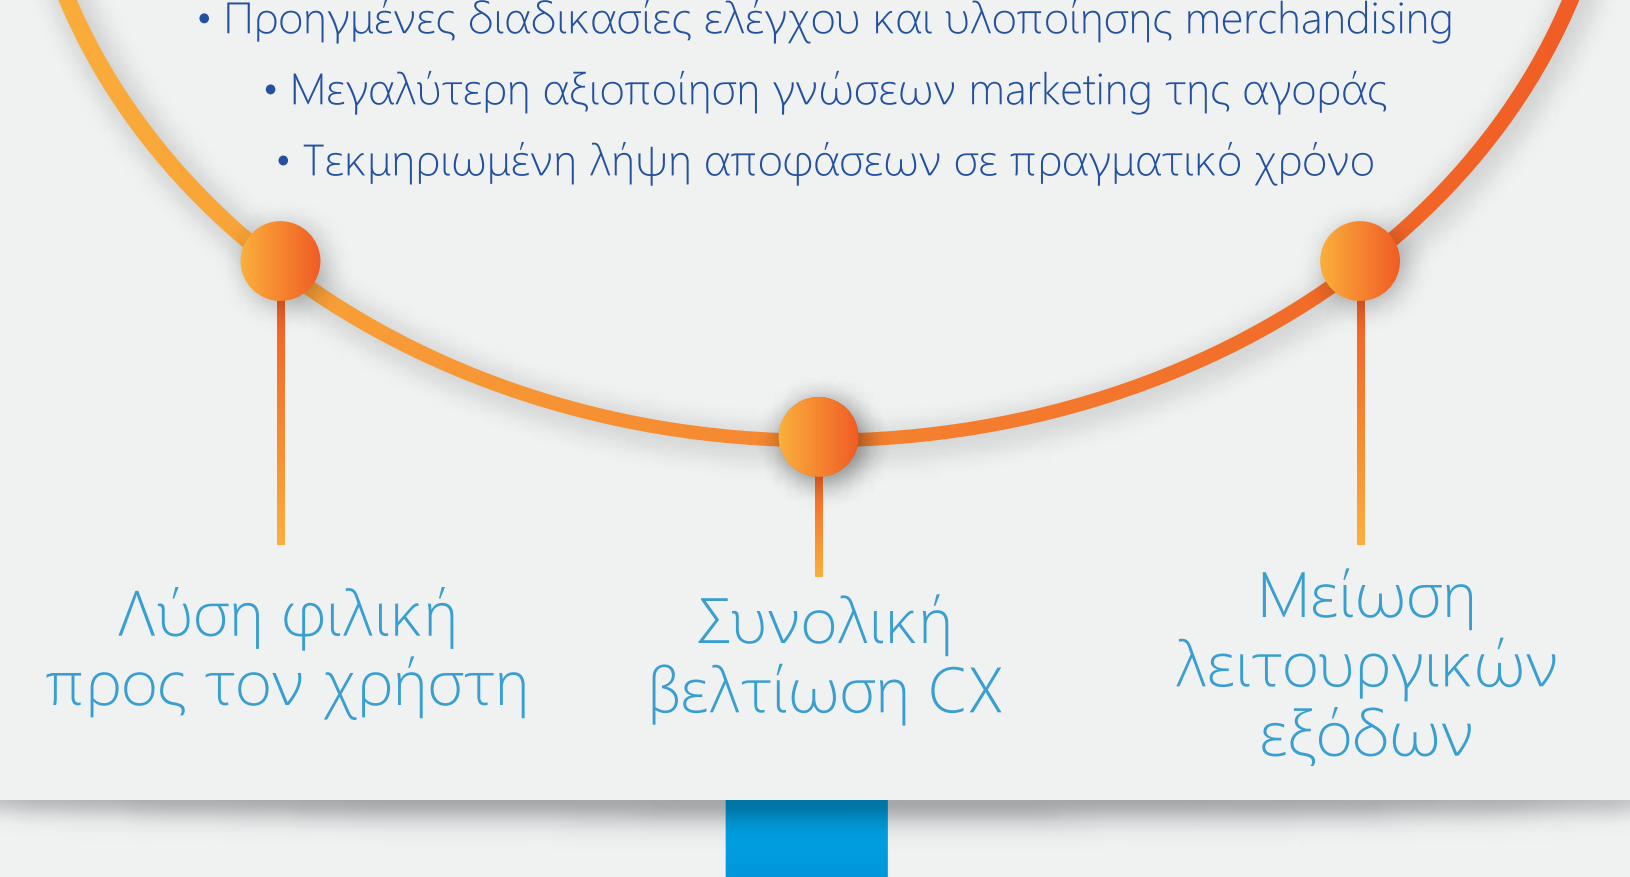 • Προηγμένες διαδικασίες ελέγχου και υλοποίησης merchandising
• Μεγαλύτερη αξιοποίηση γνώσεων marketing της αγοράς
• Τεκμηριωμένη λήψη αποφάσεων σε πραγματικό χρόνο
Λύση φιλική
προς τον χρήστη
Συνολική
βελτίωση CX
Μείωση
λειτουργικών
εξόδων